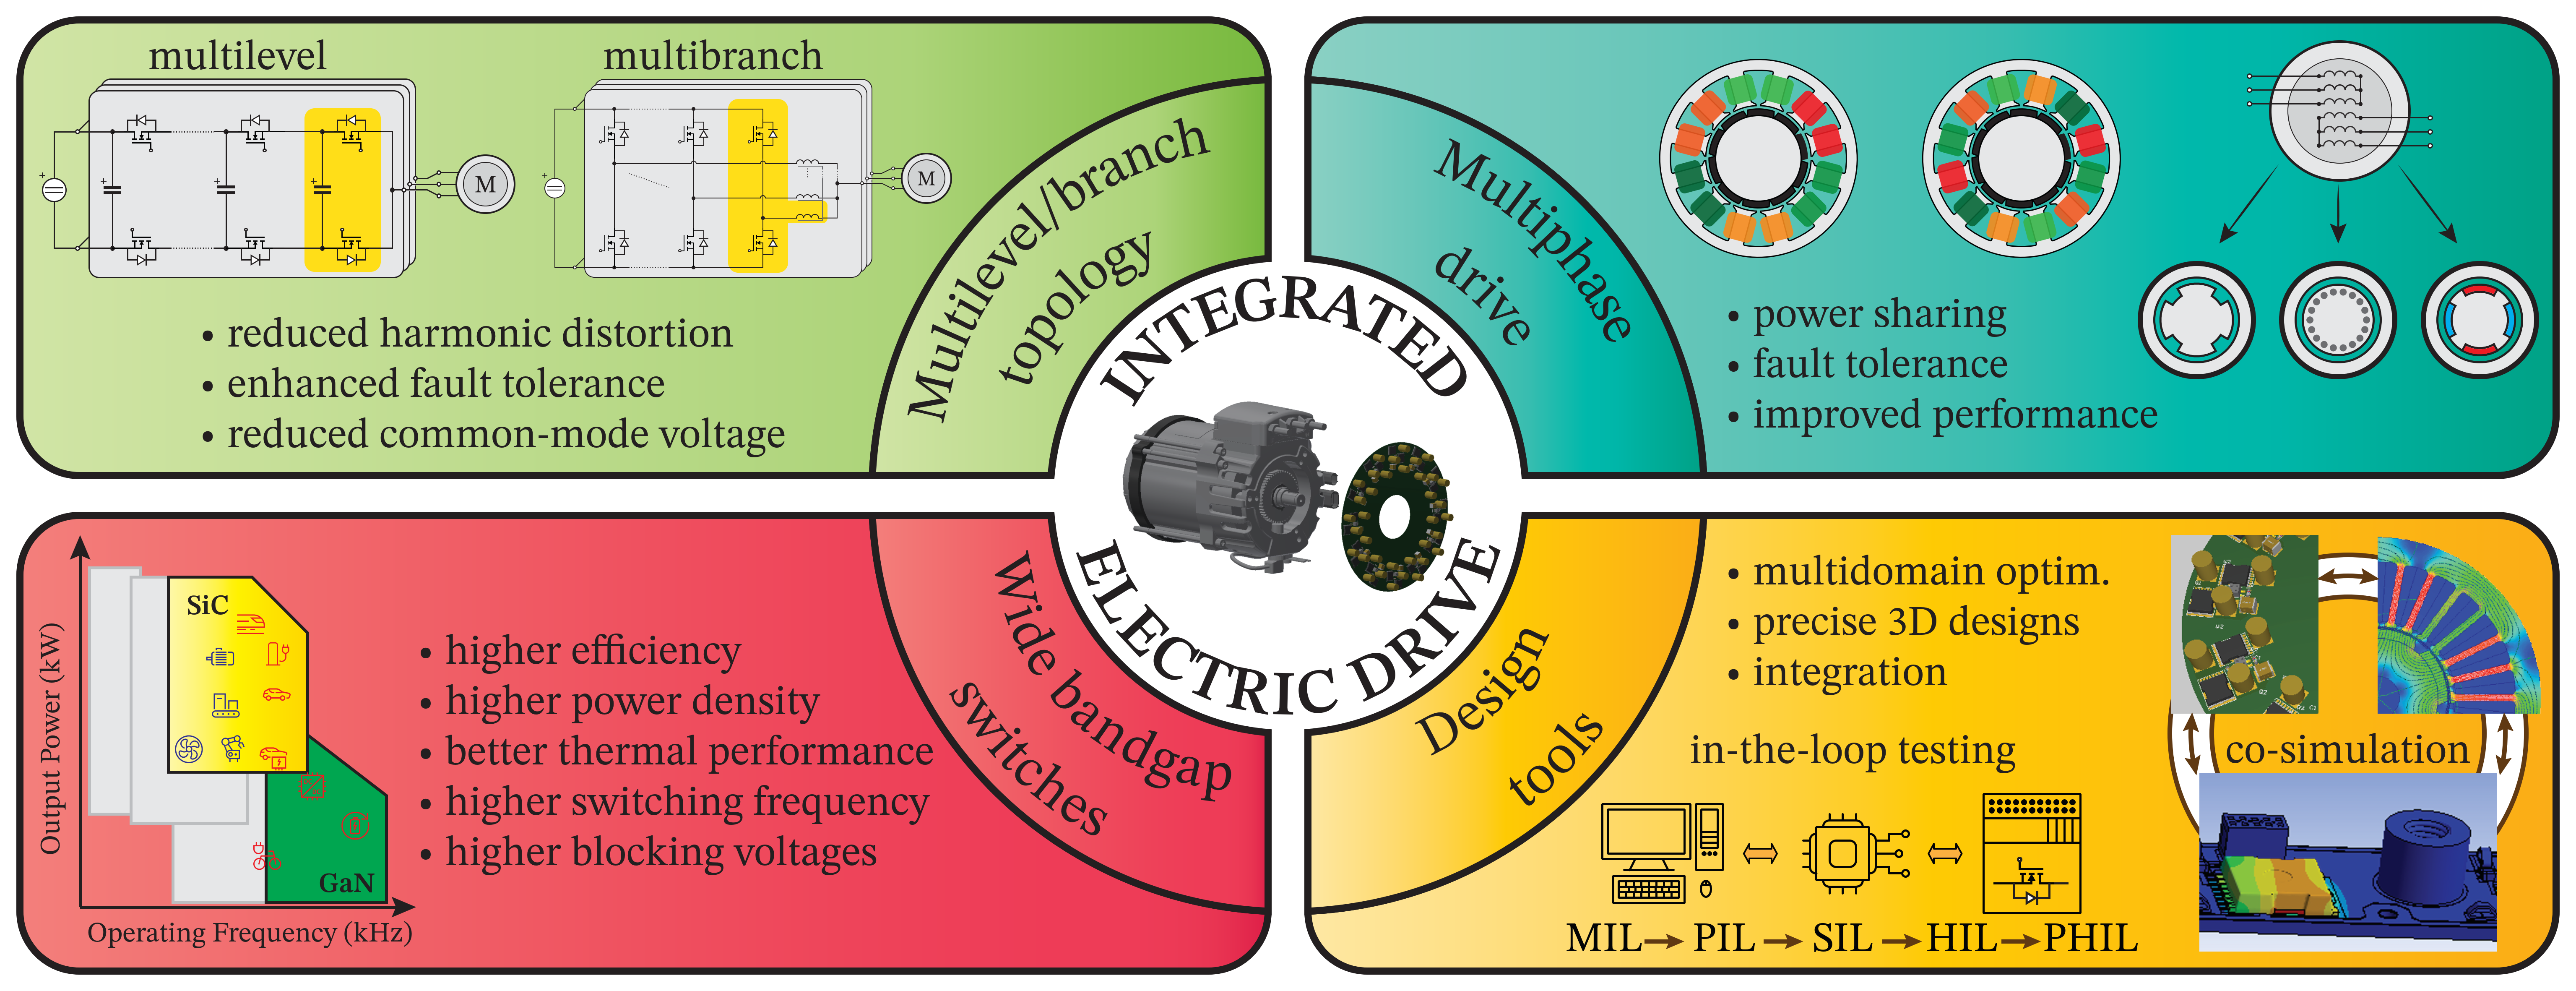 multilevel
multibranch
M
M
• reduced harmonic distortion
• enhanced fault tolerance
• reduced common-mode voltage
Multilevel/branch
topology
Multiphase
drive
• power sharing
• fault tolerance
• improved performance
INTEGRATED
ELECTRIC DRIVE
Output Power (kW)
SiC
GaN
Operating Frequency (kHz)
• higher efficiency
• higher power density
• better thermal performance
• higher switching frequency
• higher blocking voltages
Wide bandgap
switches
Design
tools
• multidomain optim.
• precise 3D designs
• integration
in-the-loop testing
MIL → PIL → SIL → HIL → PHIL
co-simulation